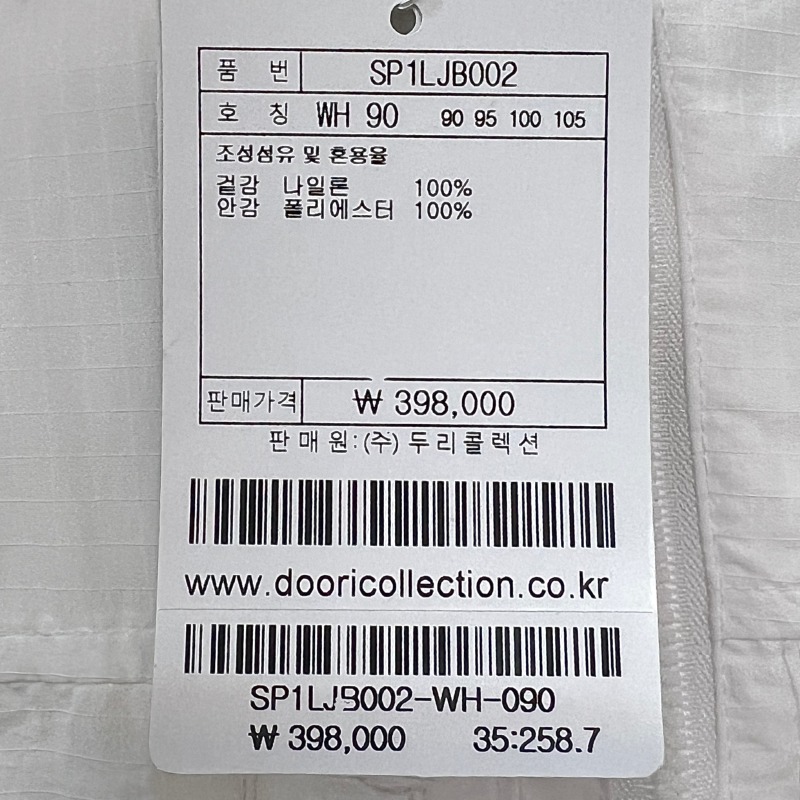 품 번 SP1LJB002
호 칭 WH 90 90 95 100 105
조성섬유 및 혼용율
겉감 나일론 100%
안감 폴리에스터 100%
판매가격 ₩ 398,000
판 매 원:(주) 두리콜렉션
www.dooricollection.co.kr
SP1LJB002-WH-090
₩ 398,000 35:258.7